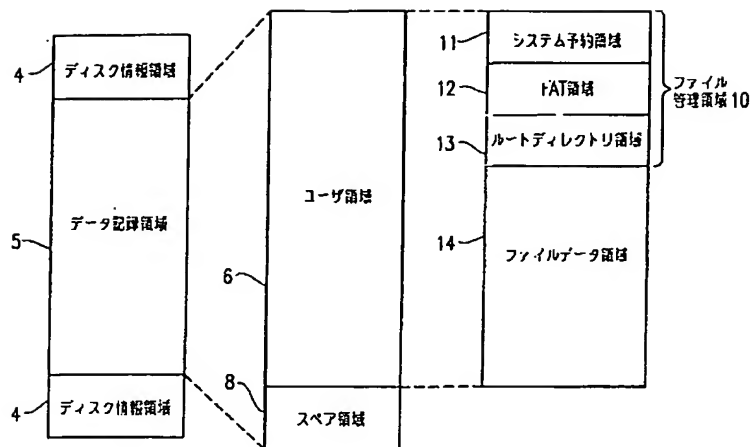 4
ディスク情報領域
5
データ記録領域
4
ディスク情報領域
6
ユーザ領域
8
スペア領域
11
システム予約領域
12
FAT領域
13
ルートディレクトリ領域
14
ファイルデータ領域
ファイル
管理領域10